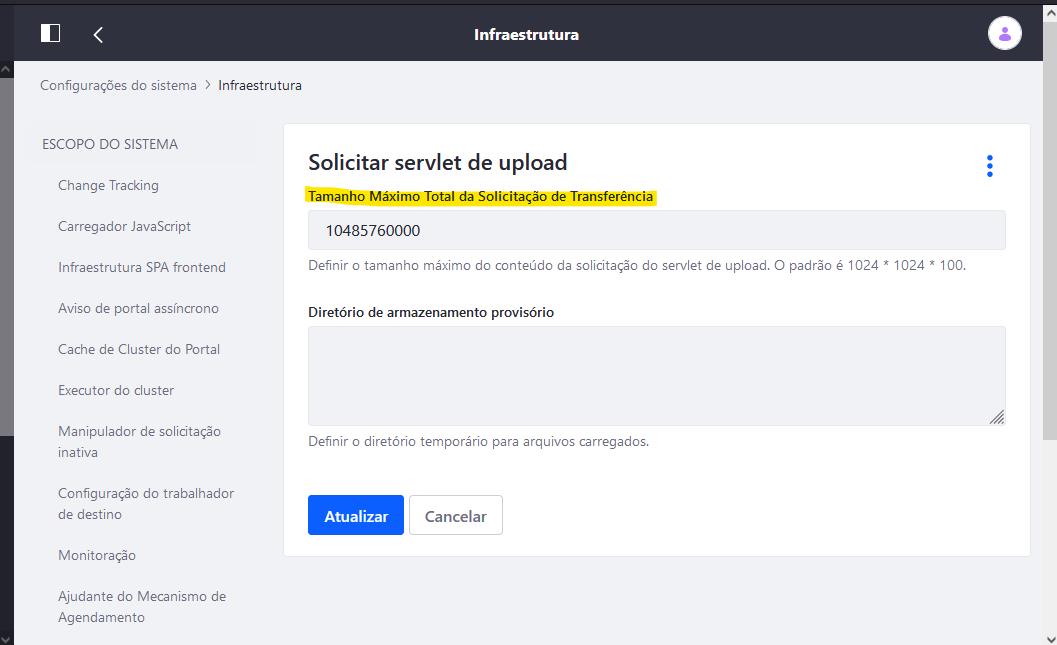 Infraestrutura
Configurações do sistema > Infraestrutura
ESCOPO DO SISTEMA
Change Tracking
Carregador JavaScript
Infraestrutura SPA frontend
Aviso de portal assíncrono
Cache de Cluster do Portal
Executor do cluster
Manipulador de solicitação
inativa
Configuração do trabalhador
de destino
Monitoração
Ajudante do Mecanismo de
Agendamento
Solicitar servlet de upload
Tamanho Máximo Total da Solicitação de Transferência
10485760000
Definir o tamanho máximo do conteúdo da solicitação do servlet de upload. O padrão é 1024 * 1024 * 100.
Diretório de armazenamento provisório
Definir o diretório temporário para arquivos carregados.
Atualizar
Cancelar